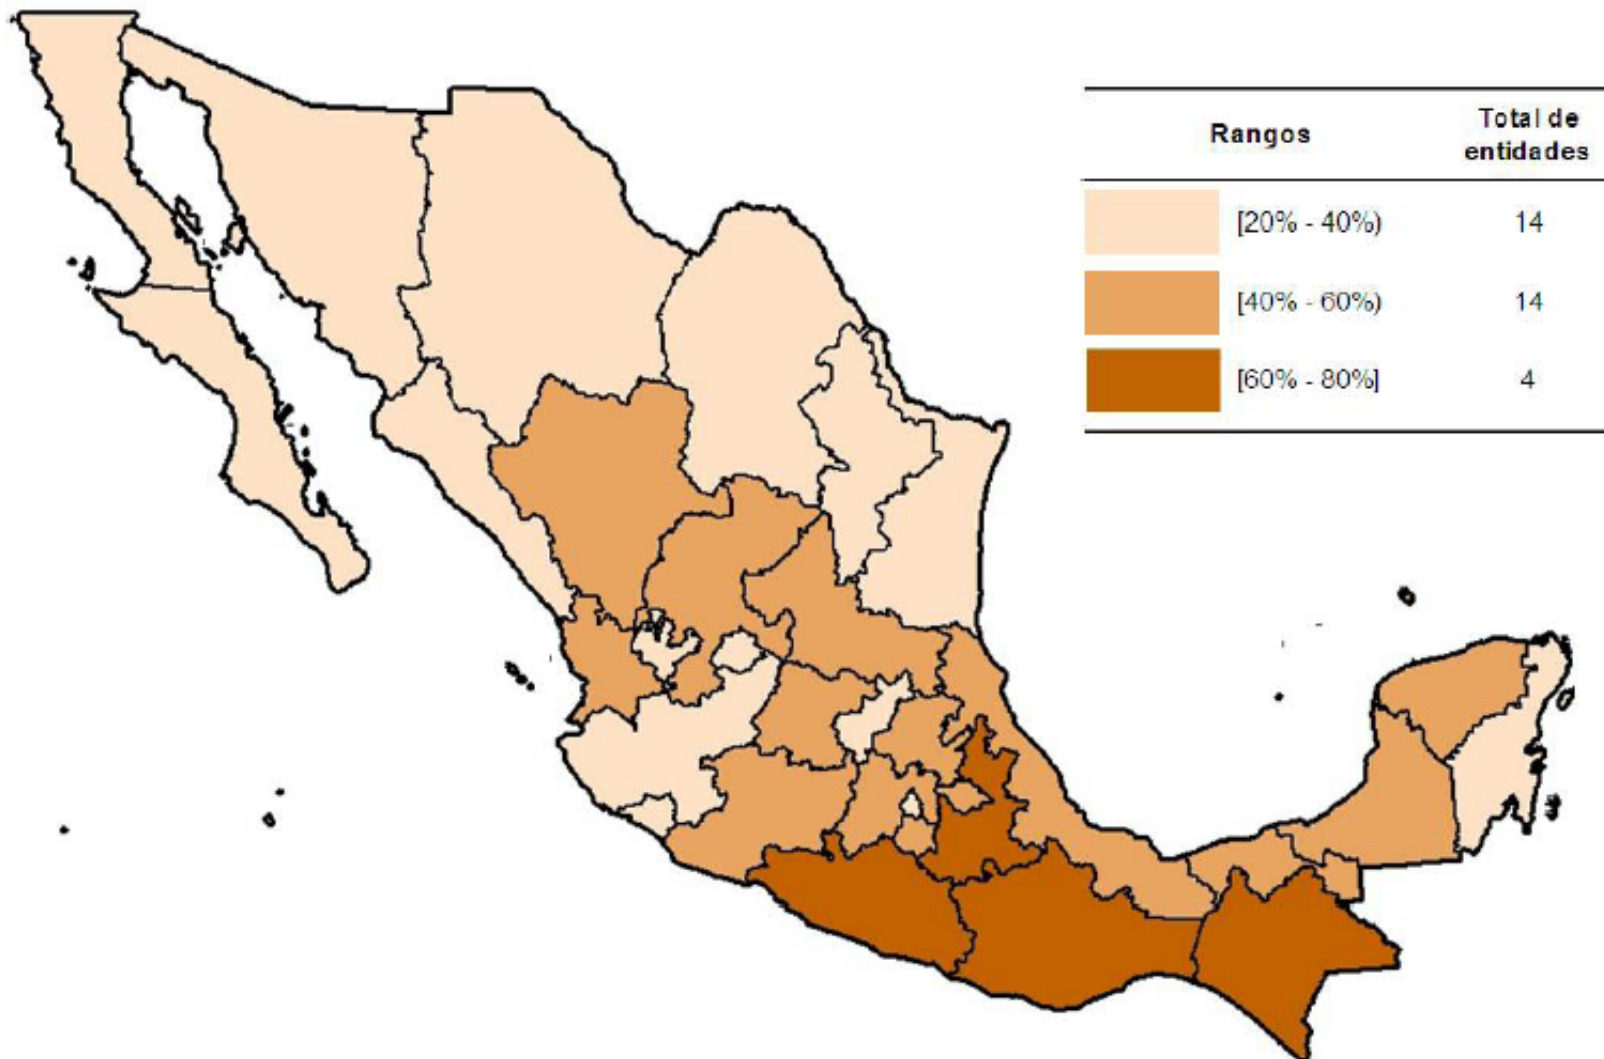 Rangos Total de
entidades
[20% - 40%) 14
[40% - 60%) 14
[60% - 80%] 4